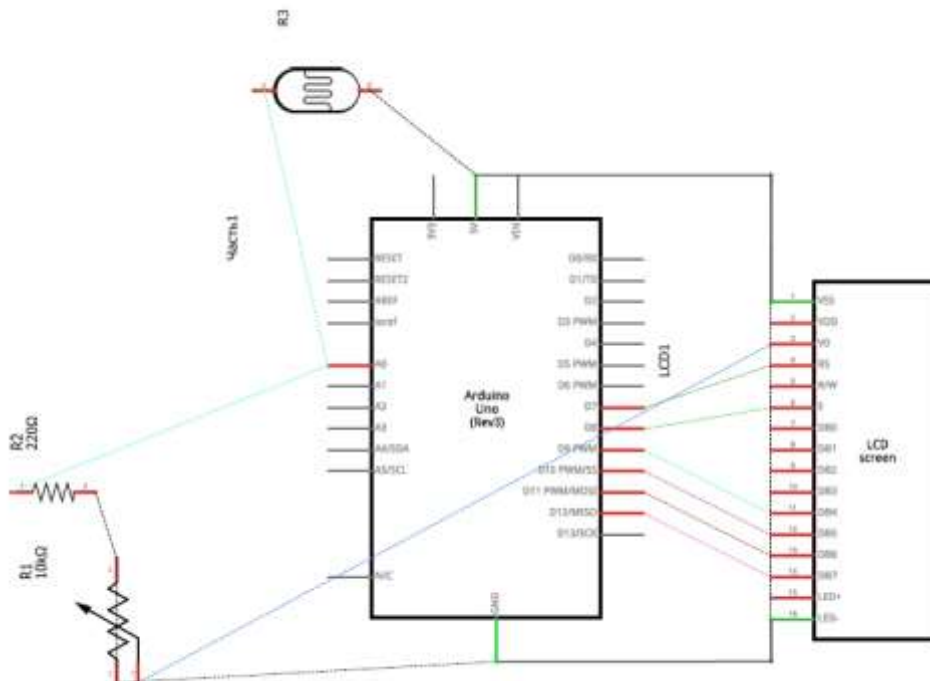 R3
Часть1
3V3
5V
VIN
RESET
RESET2
AREF
ioref
A0
A1
A2
A3
A4/SDA
A5/SCL
N/C
D0/RX
D1/TX
D2
D3 PWM
D4
D5 PWM
D6 PWM
D7
D8
D9 PWM
D10 PWM/SS
D11 PWM/MOSI
D12/MISO
D13/SCK
GND
Arduino
Uno
(Rev3)
LCD1
VSS
VDD
V0
RS
R/W
E
DB0
DB1
DB2
DB3
DB4
DB5
DB6
DB7
LED+
LED-
LCD
screen
R2
220Ω
R1
10kΩ